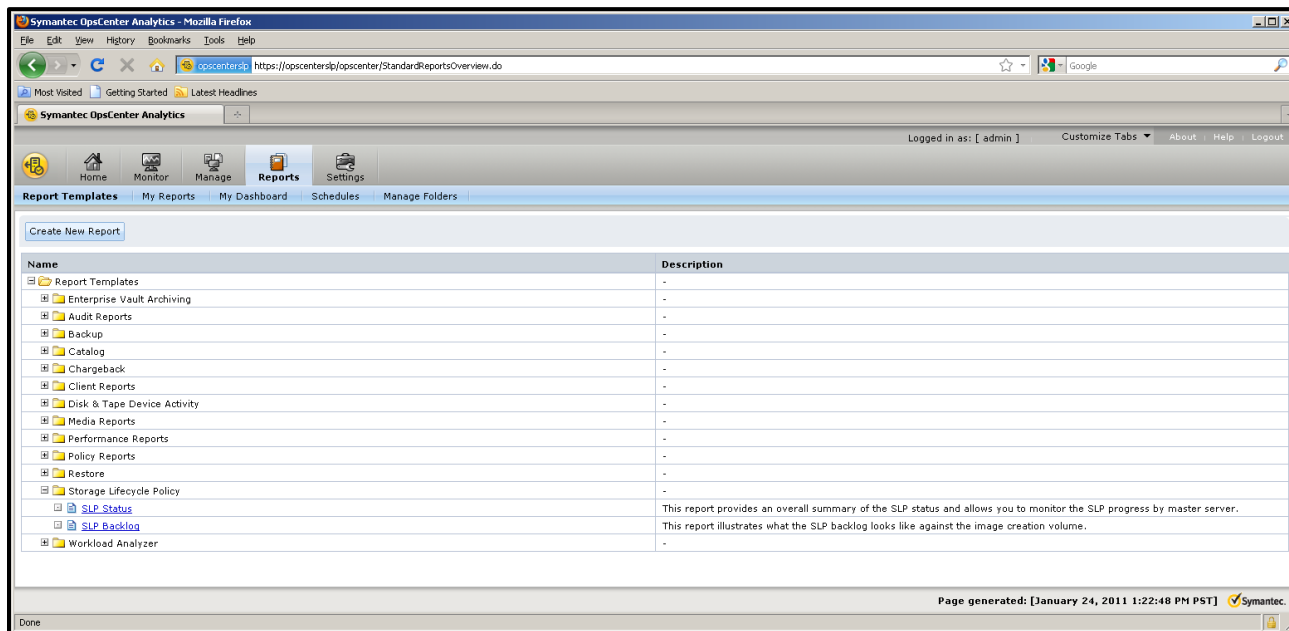 Symantec OpsCenter Analytics - Mozilla Firefox
File Edit View History Bookmarks Tools Help
opscenterslp https://opscenterslp/opscenter/StandardReportsOverview.do Google
Most Visited Getting Started Latest Headlines
Symantec OpsCenter Analytics
Logged in as: [ admin ] Customize Tabs About Help Logout
Home Monitor Manage Reports Settings
Report Templates My Reports My Dashboard Schedules Manage Folders
Create New Report
Name Description
Report Templates -
Enterprise Vault Archiving -
Audit Reports -
Backup -
Catalog -
Chargeback -
Client Reports -
Disk & Tape Device Activity -
Media Reports -
Performance Reports -
Policy Reports -
Restore -
Storage Lifecycle Policy -
SLP Status This report provides an overall summary of the SLP status and allows you to monitor the SLP progress by master server.
SLP Backlog This report illustrates what the SLP backlog looks like against the image creation volume.
Workload Analyzer -
Page generated: [January 24, 2011 1:22:48 PM PST] Symantec.
Done